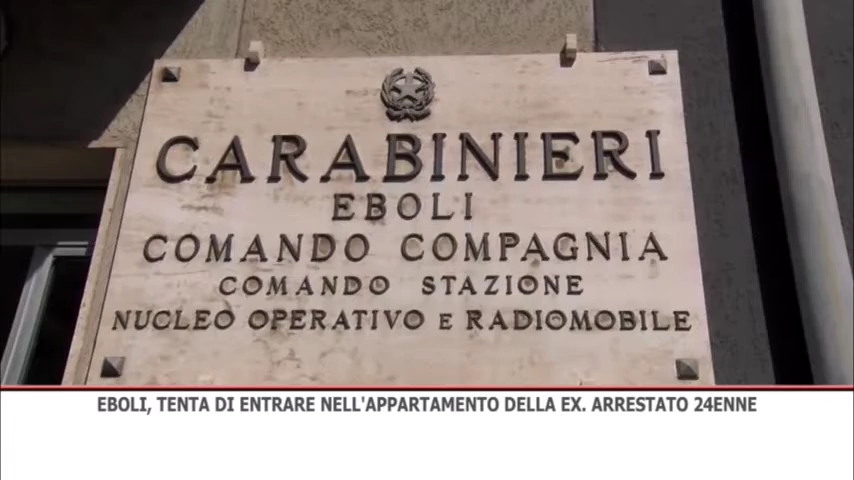 CARABINIERI
EBOLI
COMANDO COMPAGNIA
COMANDO STAZIONE
NUCLEO OPERATIVO E RADIOMOBILE
EBOLI, TENTA DI ENTRARE NELL'APPARTAMENTO DELLA EX. ARRESTATO 24ENNE